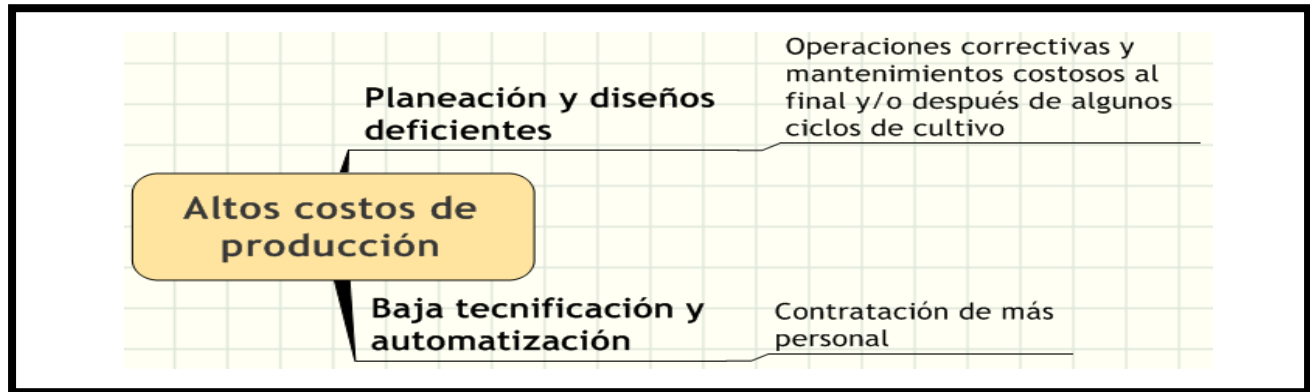 Operaciones correctivas y
mantenimientos costosos al
final y/o después de algunos
ciclos de cultivo
Planeación y diseños
deficientes
Altos costos de
producción
Baja tecnificación y
automatización
Contratación de más
personal